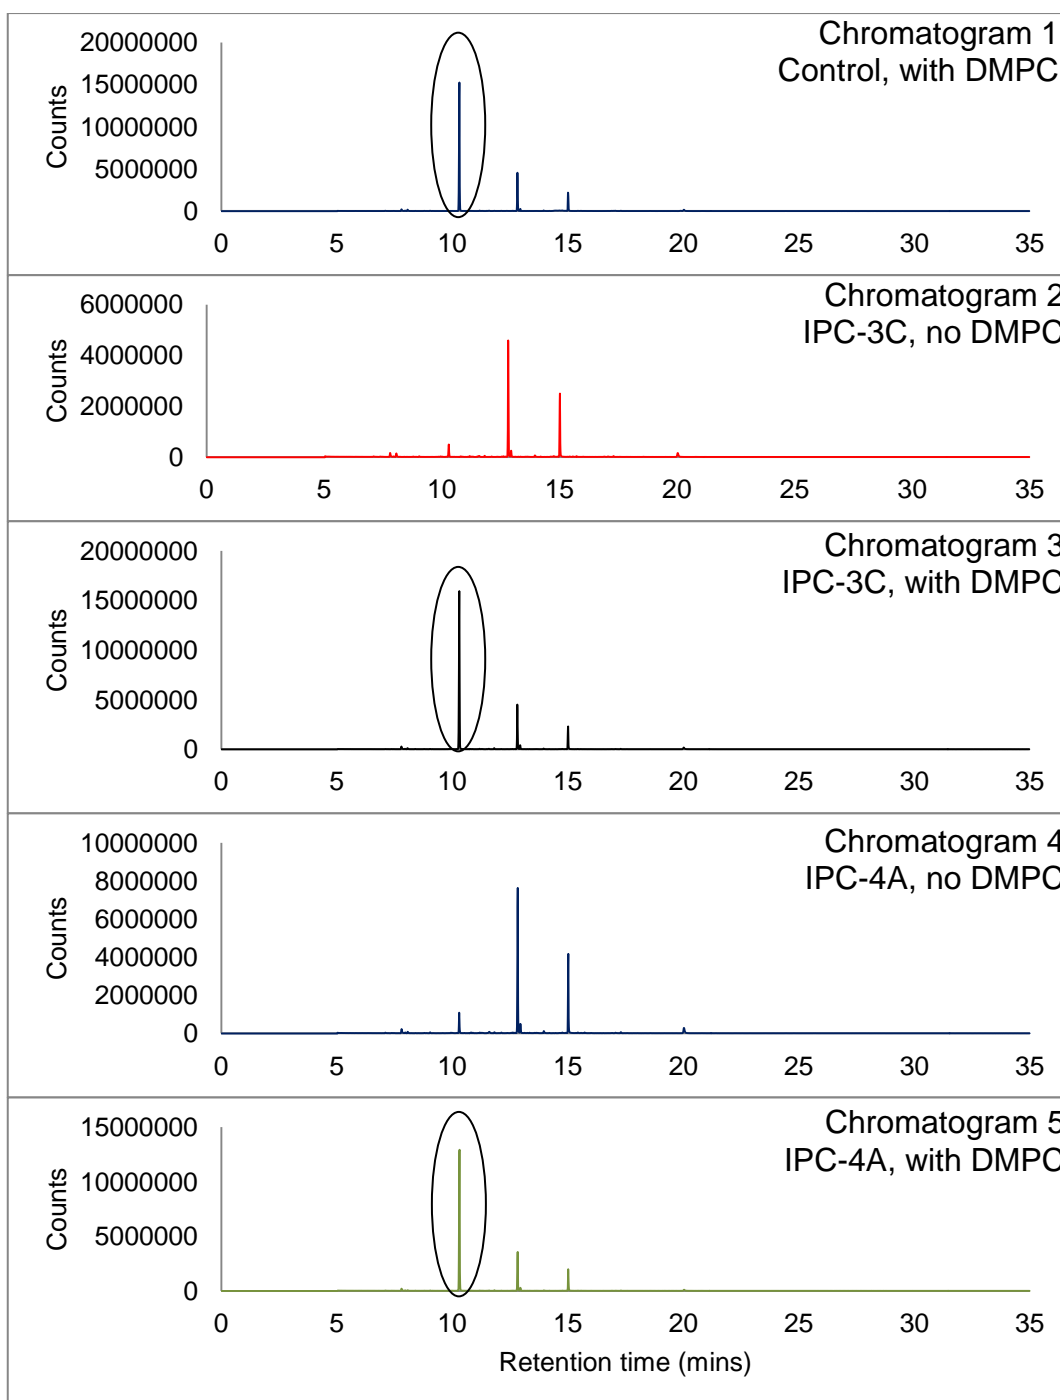 Chromatogram 1
Control, with DMPC
Counts
20000000
15000000
10000000
5000000
0
0 5 10 15 20 25 30 35
Chromatogram 2
IPC-3C, no DMPC
Counts
6000000
4000000
2000000
0
0 5 10 15 20 25 30 35
Chromatogram 3
IPC-3C, with DMPC
Counts
20000000
15000000
10000000
5000000
0
0 5 10 15 20 25 30 35
Chromatogram 4
IPC-4A, no DMPC
Counts
10000000
8000000
6000000
4000000
2000000
0
0 5 10 15 20 25 30 35
Chromatogram 5
IPC-4A, with DMPC
Counts
15000000
10000000
5000000
0
0 5 10 15 20 25 30 35
Retention time (mins)